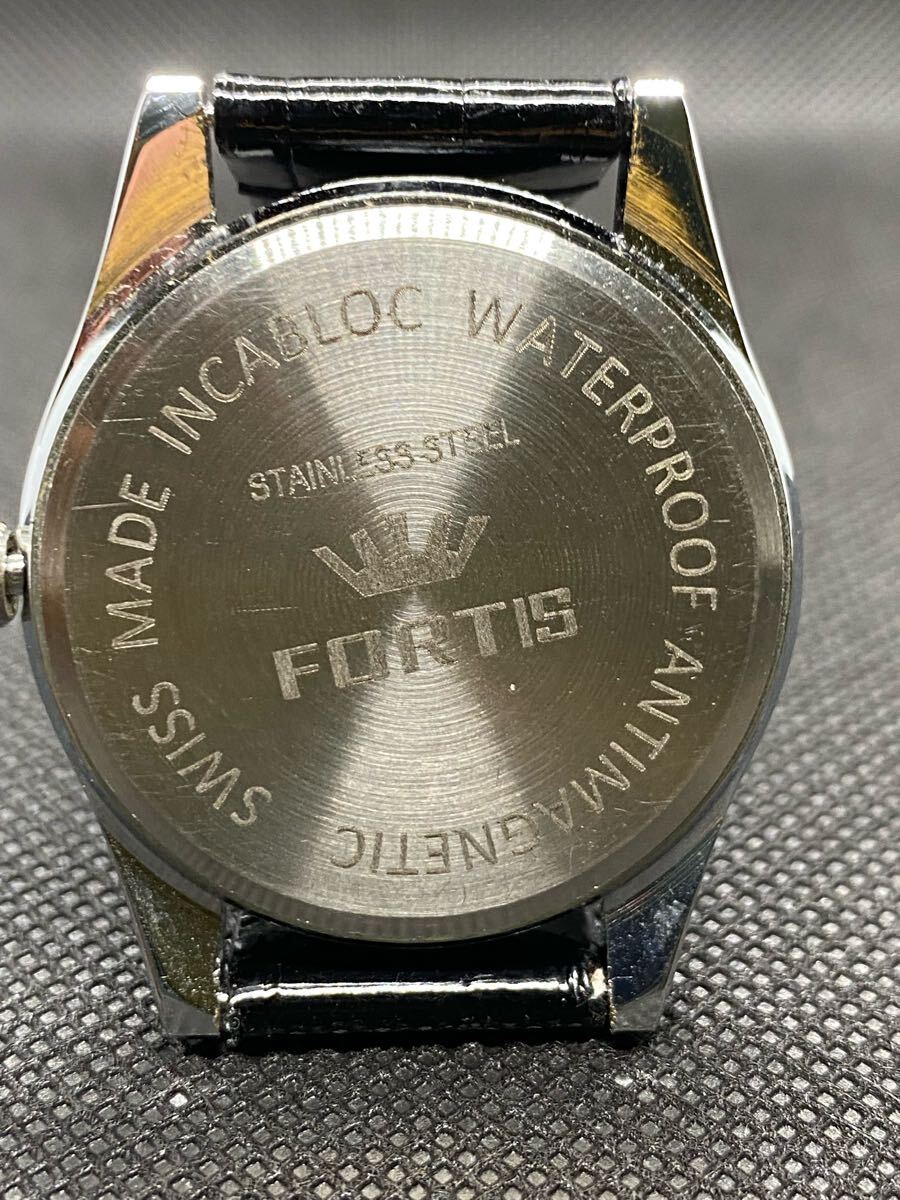 SWISS MADE INCABLOC WATERPROOF ANTIMAGNETIC
STAINLESS-STEEL
FORTIS